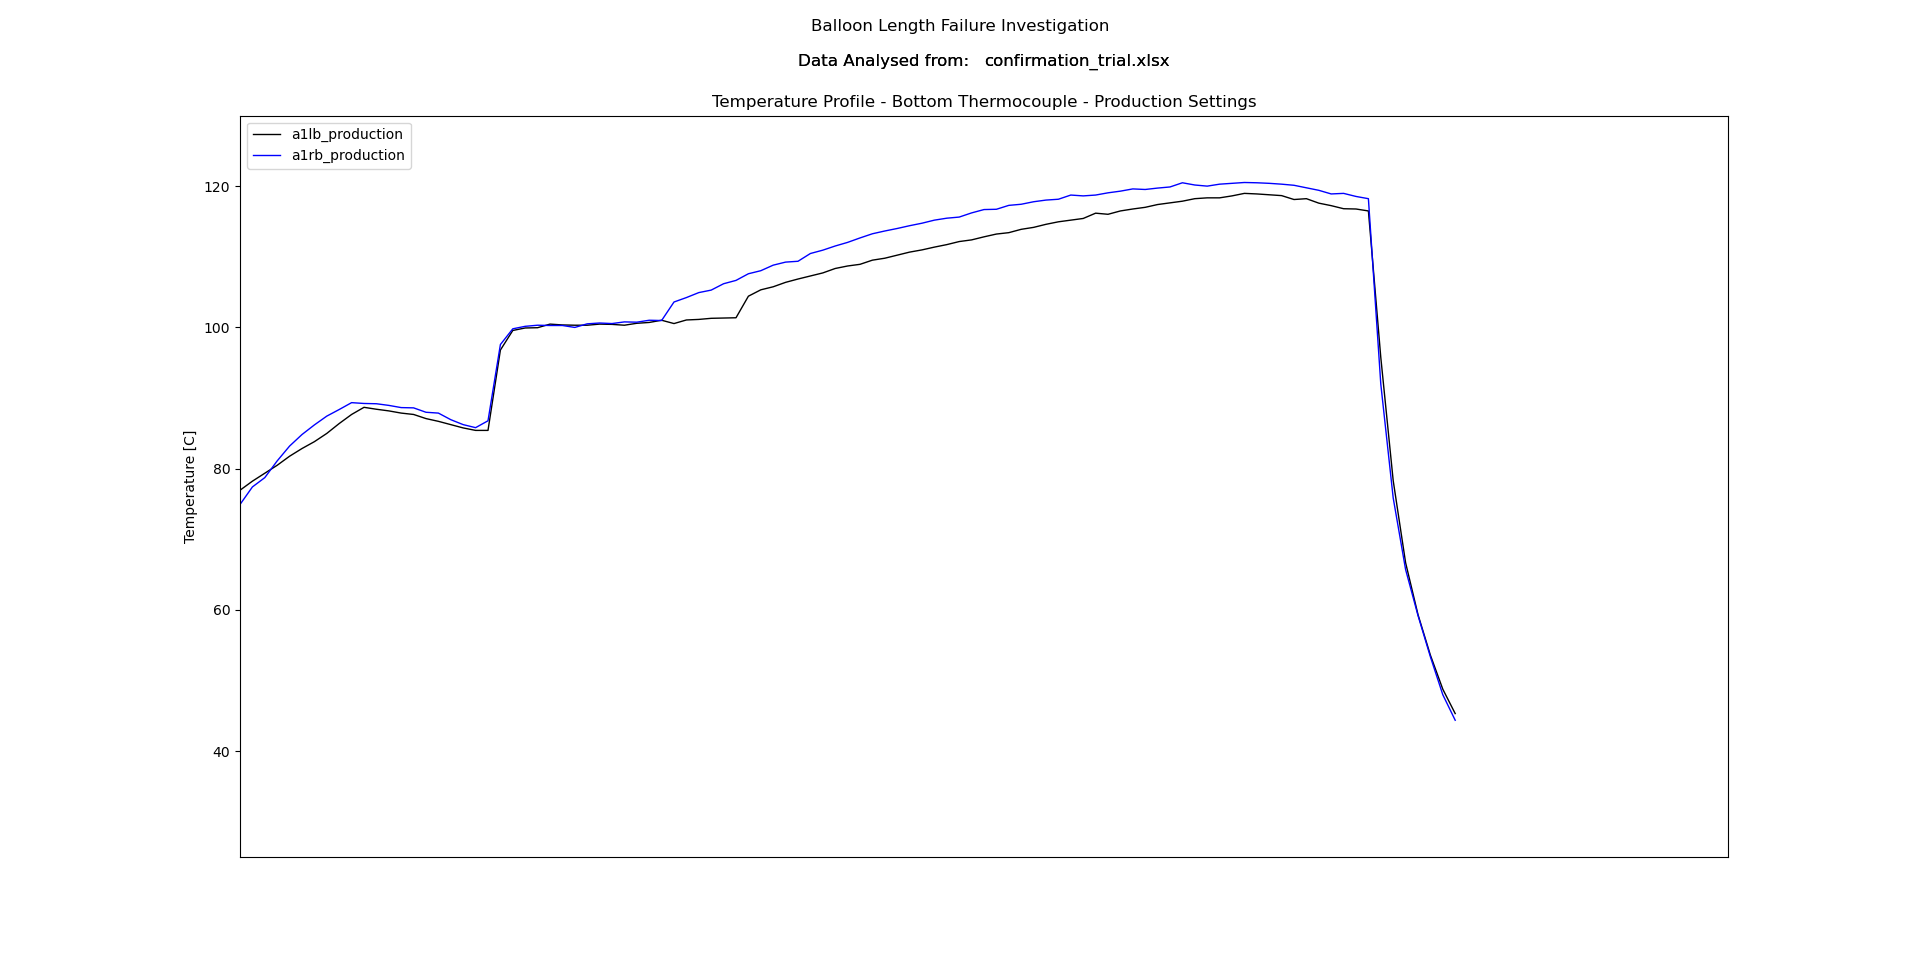 Balloon Length Failure Investigation
Data Analysed from:   confirmation_trial.xlsx
Temperature Profile - Bottom Thermocouple - Production Settings
a1lb_production
a1rb_production
120
100
80
60
40
Temperature [C]